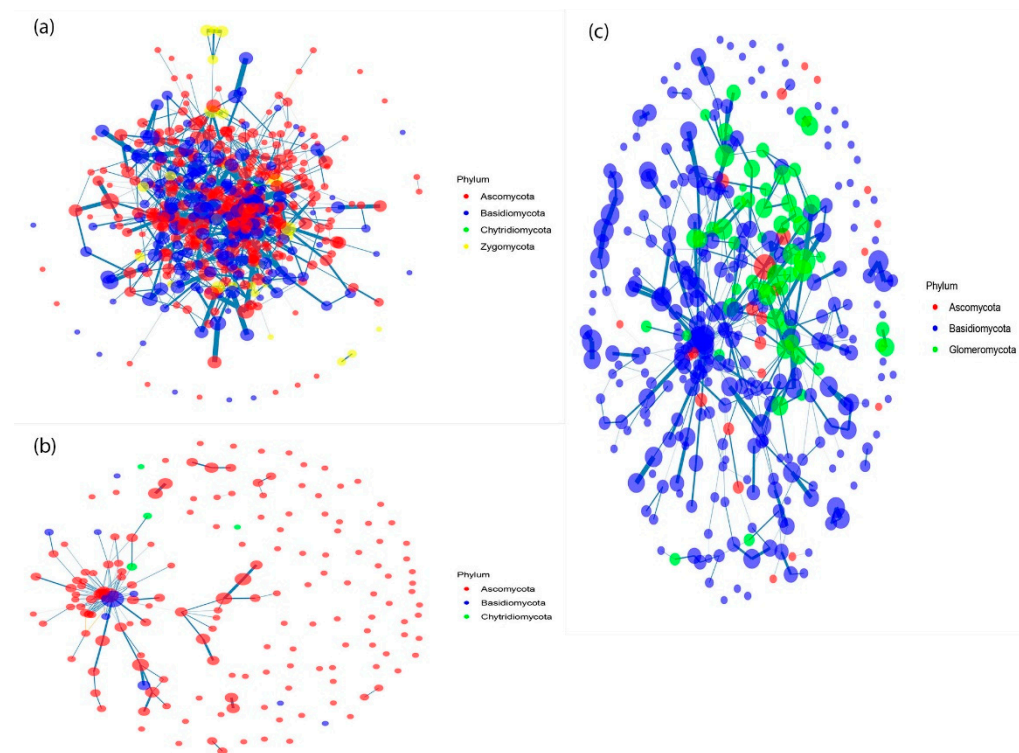 (a)
Phylum
Ascomycota
Basidiomycota
Chytridiomycota
Zygomycota
(b)
Phylum
Ascomycota
Basidiomycota
Chytridiomycota
(c)
Phylum
Ascomycota
Basidiomycota
Glomeromycota